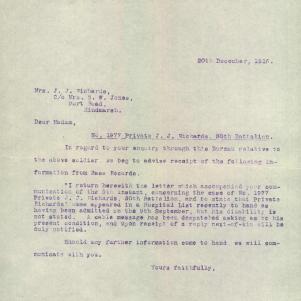 20th December, 1916.
Mrs. J. J. Richards,
C/o Mrs. S. W. Jones,
Port Road,
Hindmarsh.
Dear Madam,
No. 1977 Private J. J. Richards, 50th Battalion.
In regard to your enquiry through this Bureau relative to
the above soldier, we beg to advise receipt of the following in-
formation from Base Records.
"I return herewith the letter which accompanied your com-
munication of the 5th instant, concerning the case of No. 1977
Private J. J. Richards, 50th Battalion, and to state that Private
Richards' name appeared in a Hospital List recently to hand as
having been admitted on the 9th September, but his disability is
not stated. A cable message has been despatched asking as to his
present condition, and upon receipt of a reply next-of-kin will be
duly notified.
Should any further information come to hand we will com-
municate with you.
Yours faithfully,